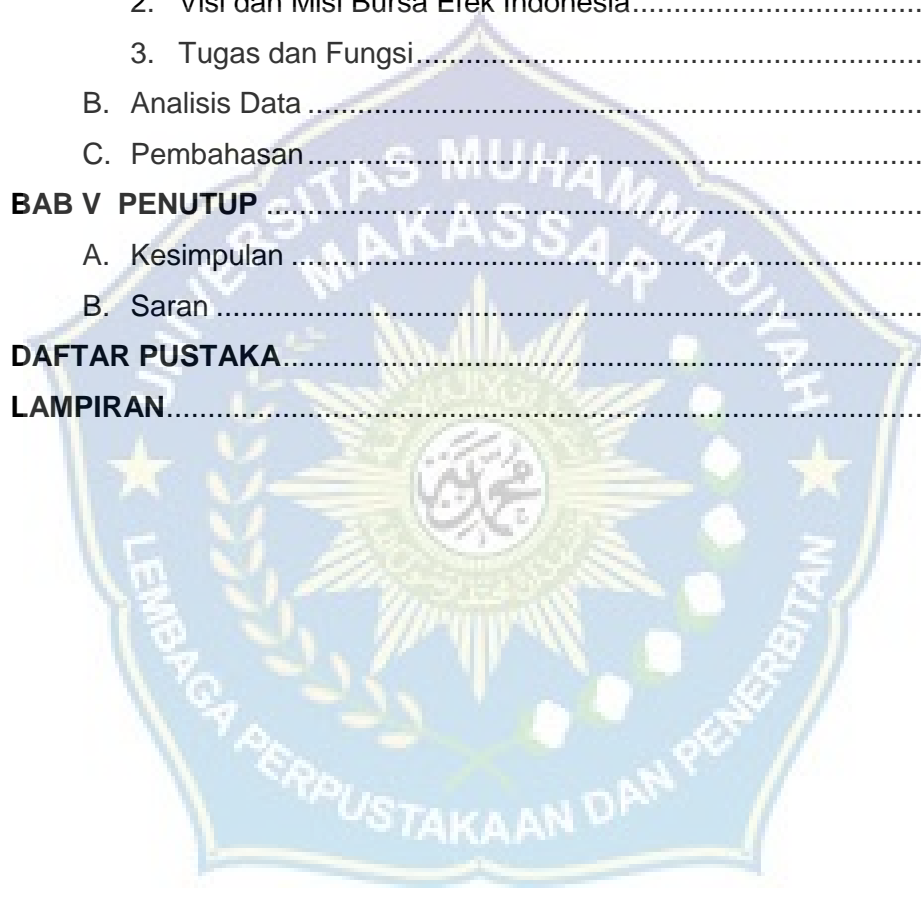 2. Visi dan Misi Bursa Efek Indonesia........................................
3. Tugas dan Fungsi................................................................
B. Analisis Data ............................................................................
C. Pembahasan............................................................................
BAB V PENUTUP ..................................................................................
A. Kesimpulan ..............................................................................
B. Saran .......................................................................................
DAFTAR PUSTAKA................................................................................
LAMPIRAN...............................................................................................
UNIVERSITAS MUHAMMADIYAH
MAKASSAR
محمد
LEMBAGA PERPUSTAKAAN DAN PENERBITAN